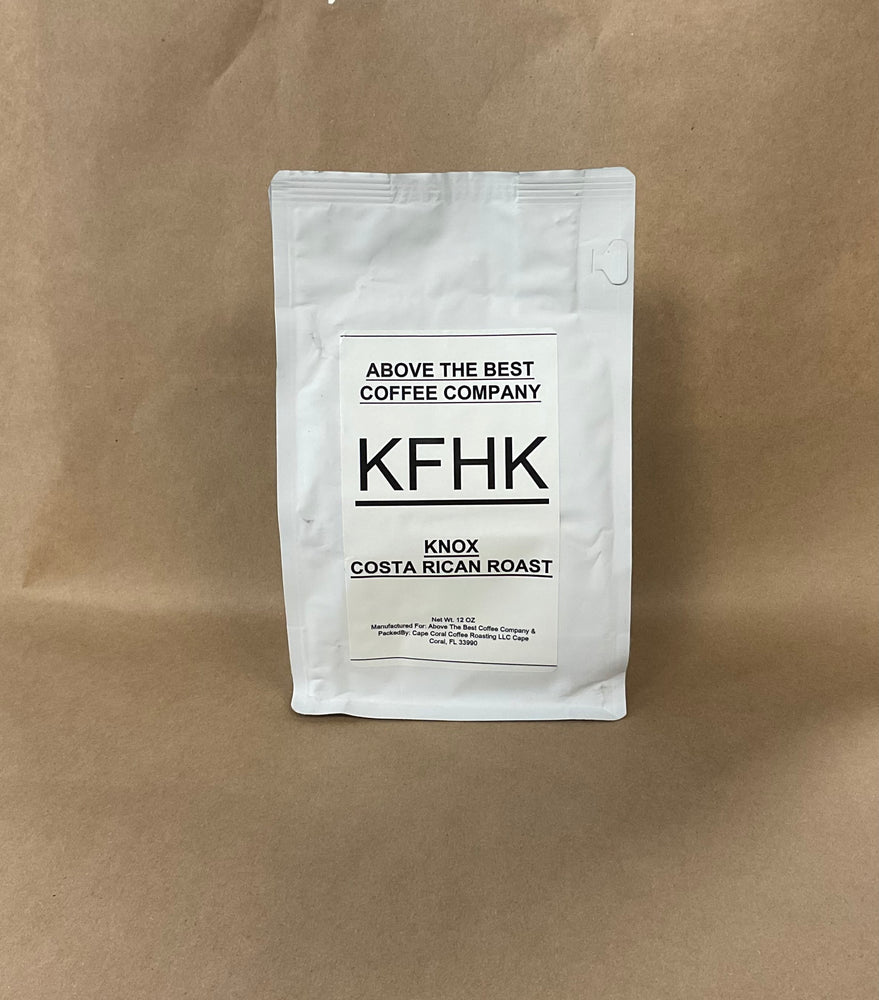 ABOVE THE BEST
COFFEE COMPANY
KFHK
KNOX
COSTA RICAN ROAST
Net Wt. 12 OZ
Manufactured For: Above The Best Coffee Company &
PackedBy: Cape Coral Coffee Roasting LLC Cape
Coral, FL 33990